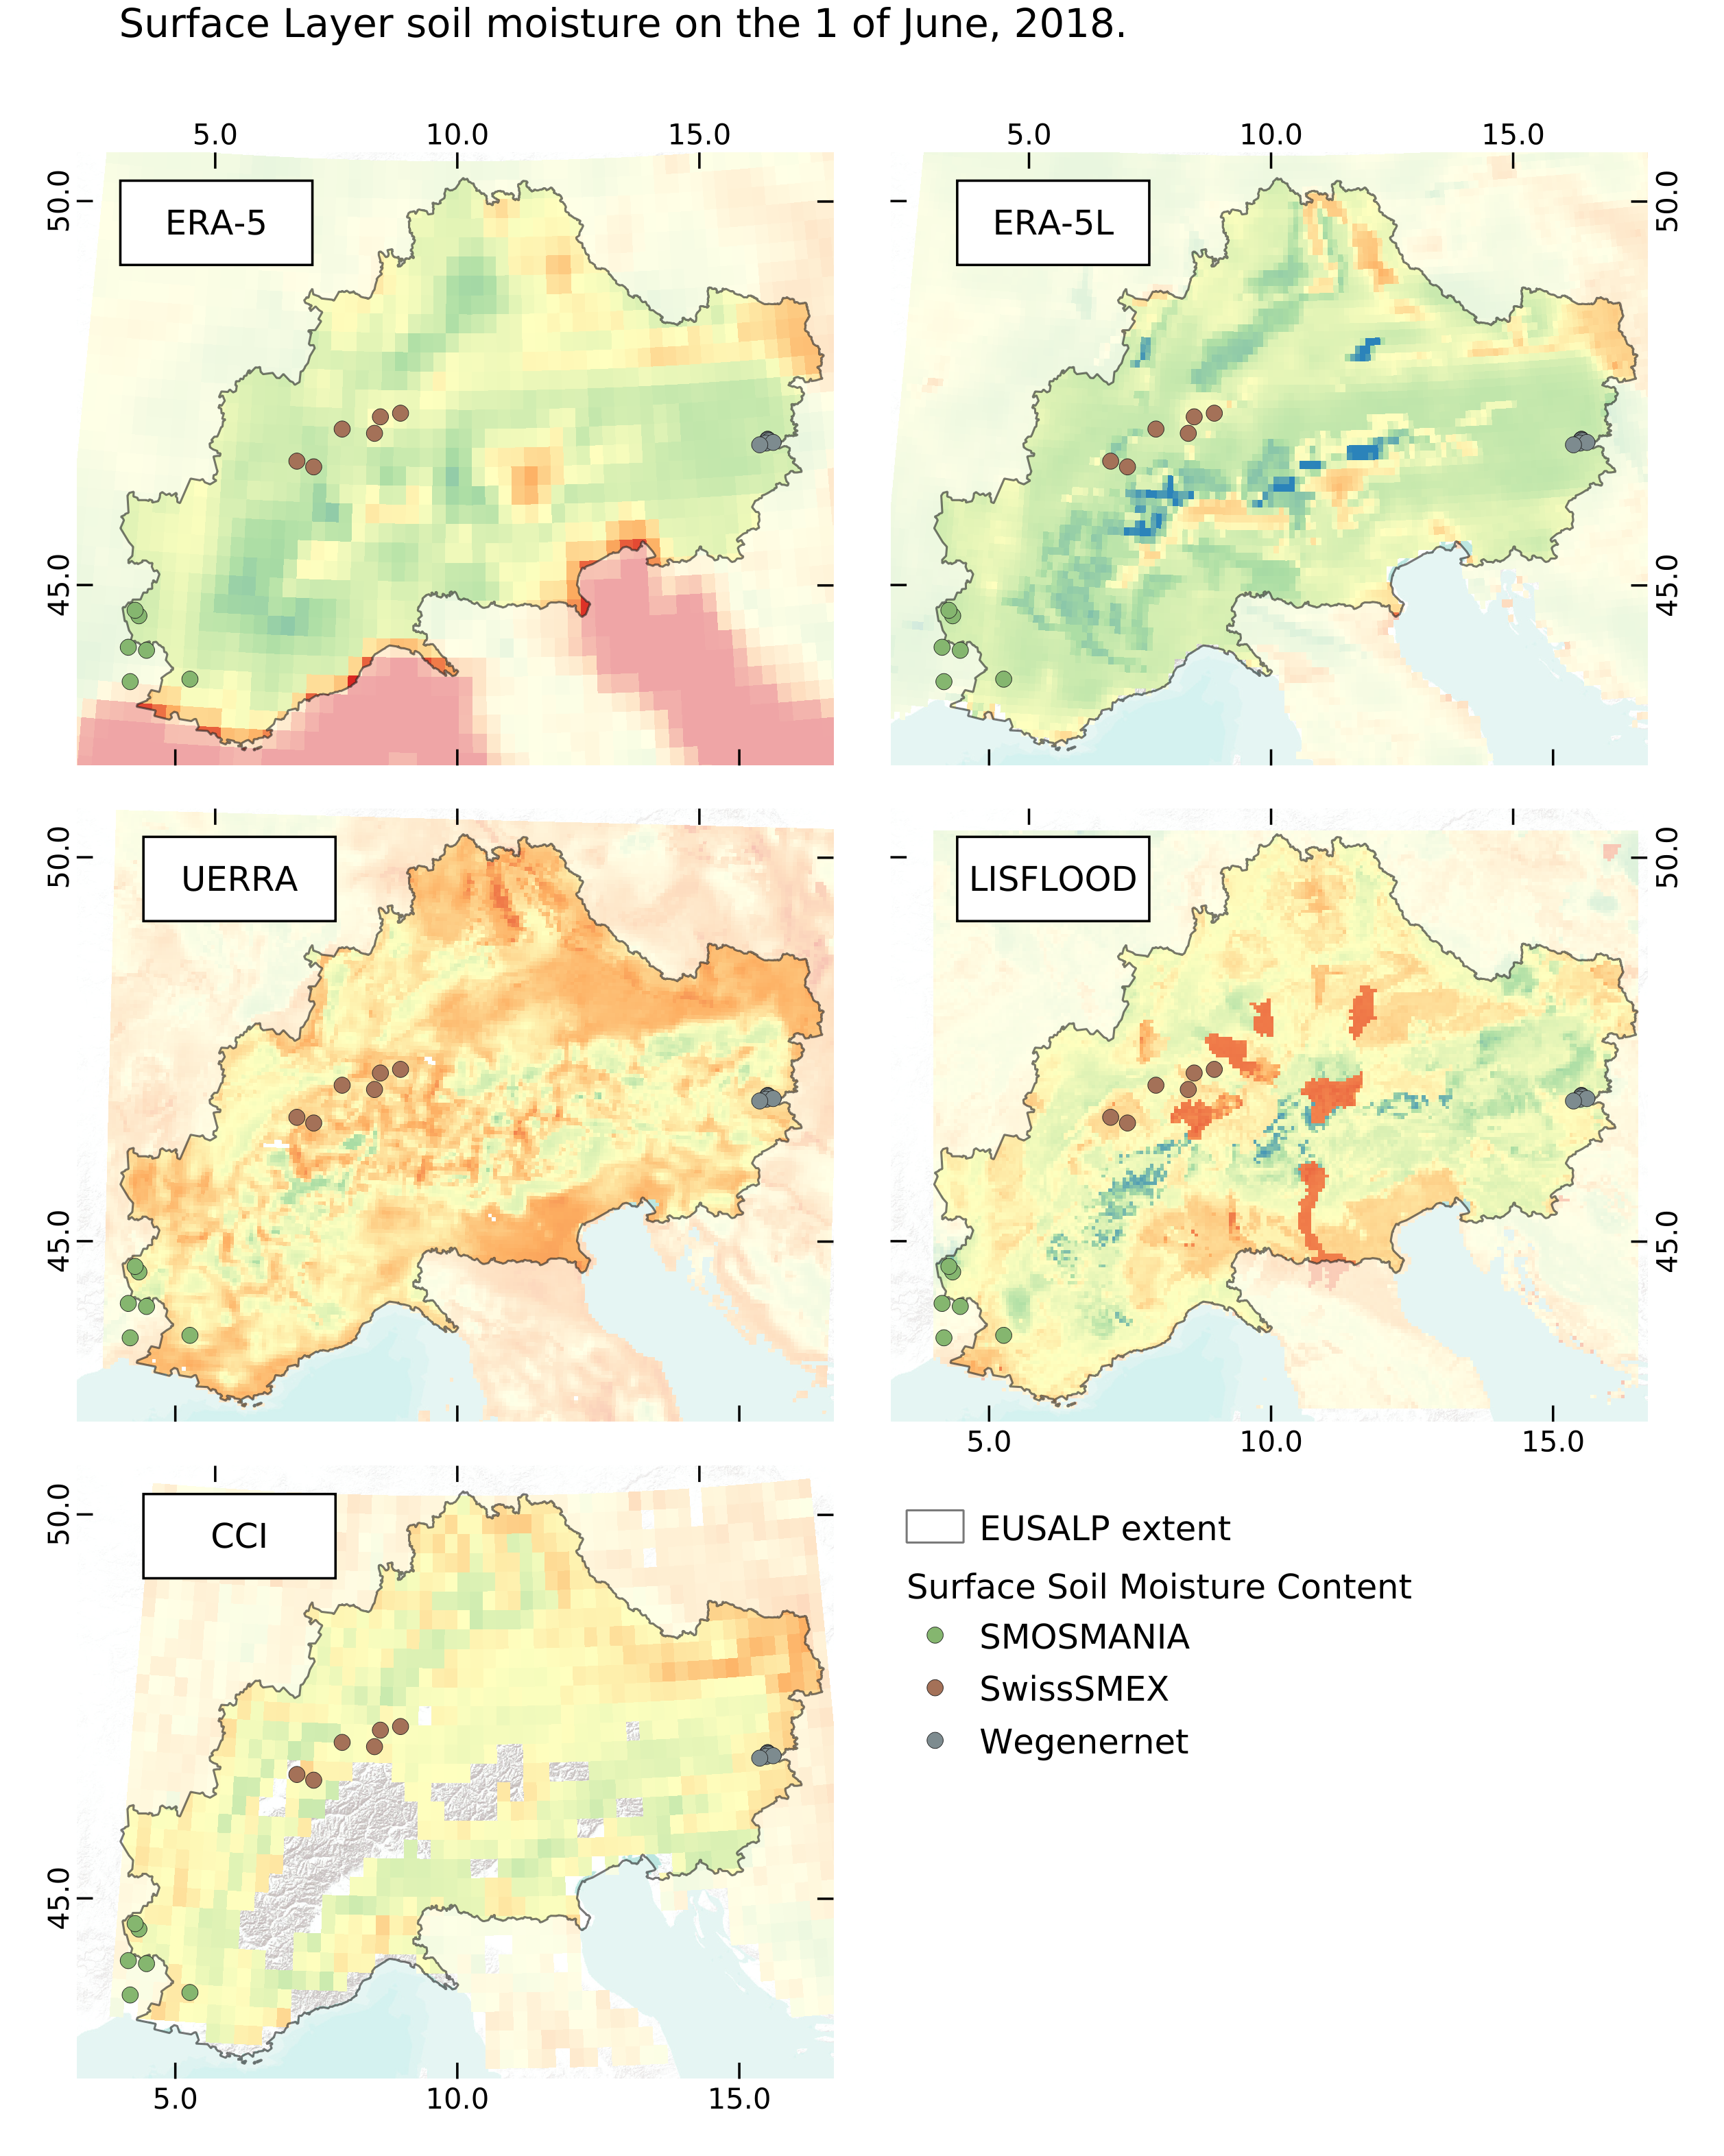 Surface Layer soil moisture on the 1 of June, 2018.
5.0 10.0 15.0
5.0 10.0 15.0
50.0
ERA-5
45.0
ERA-5L
50.0
45.0
50.0
UERRA
45.0
LISFLOOD
50.0
45.0
5.0 10.0 15.0
50.0
CCI
45.0
5.0 10.0 15.0
EUSALP extent
Surface Soil Moisture Content
SMOSMANIA
SwissSMEX
Wegenernet